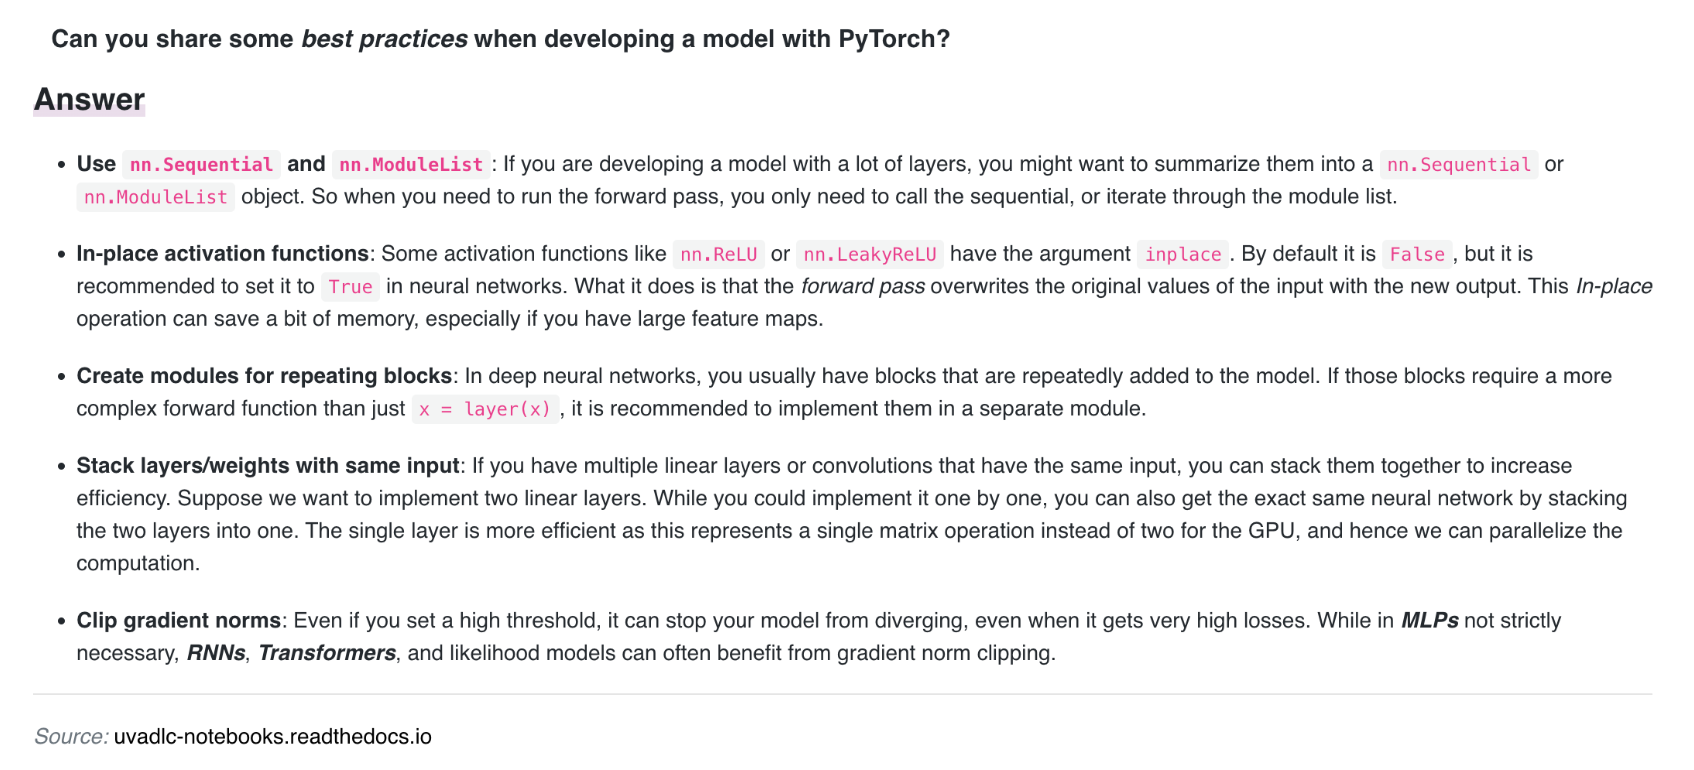 Can you share some best practices when developing a model with PyTorch?
Answer
• Use nn.Sequential and nn.ModuleList : If you are developing a model with a lot of layers, you might want to summarize them into a nn.Sequential or
nn.ModuleList object. So when you need to run the forward pass, you only need to call the sequential, or iterate through the module list.
• In-place activation functions: Some activation functions like nn.ReLU or nn.LeakyReLU have the argument inplace . By default it is False , but it is
recommended to set it to True in neural networks. What it does is that the forward pass overwrites the original values of the input with the new output. This In-place
operation can save a bit of memory, especially if you have large feature maps.
• Create modules for repeating blocks: In deep neural networks, you usually have blocks that are repeatedly added to the model. If those blocks require a more
complex forward function than just x = layer(x) , it is recommended to implement them in a separate module.
• Stack layers/weights with same input: If you have multiple linear layers or convolutions that have the same input, you can stack them together to increase
efficiency. Suppose we want to implement two linear layers. While you could implement it one by one, you can also get the exact same neural network by stacking
the two layers into one. The single layer is more efficient as this represents a single matrix operation instead of two for the GPU, and hence we can parallelize the
computation.
• Clip gradient norms: Even if you set a high threshold, it can stop your model from diverging, even when it gets very high losses. While in MLPs not strictly
necessary, RNNs, Transformers, and likelihood models can often benefit from gradient norm clipping.
Source: uvadlc-notebooks.readthedocs.io